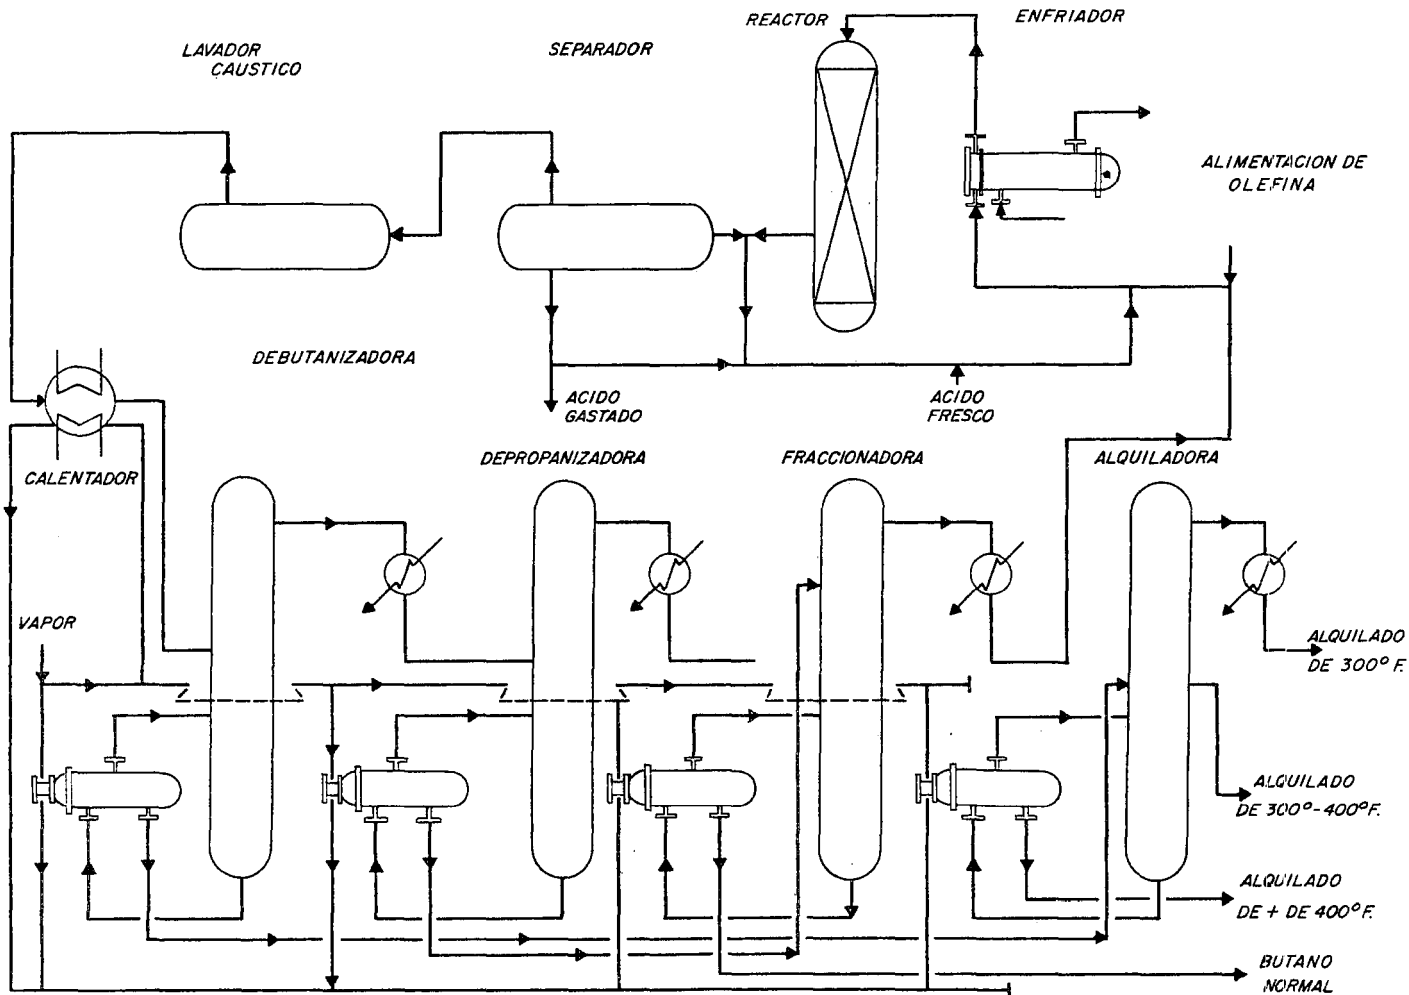 REACTOR
ENFRIADOR
LAVADOR
CAUSTICO
SEPARADOR
ALIMENTACION DE
OLEFINA
DEBUTANIZADORA
ACIDO
GASTADO
ACIDO
FRESCO
CALENTADOR
DEPROPANIZADORA
FRACCIONADORA
ALQUILADORA
VAPOR
ALQUILADO
DE 300° F.
ALQUILADO
DE 300°-400°F.
ALQUILADO
DE + DE 400°F.
BUTANO
NORMAL